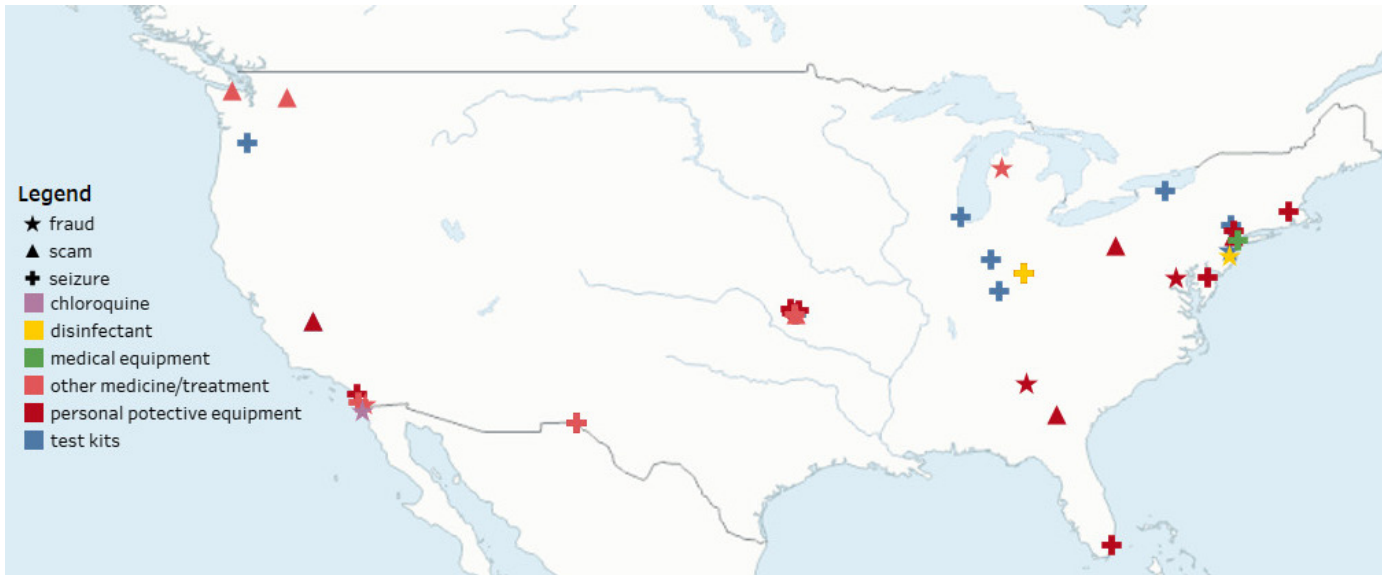 Legend
fraud
scam
seizure
chloroquine
disinfectant
medical equipment
other medicine/treatment
personal potective equipment
test kits